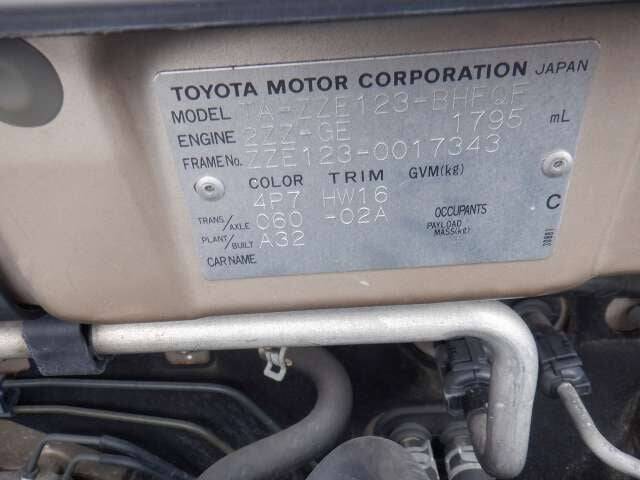 TOYOTA MOTOR CORPORATION JAPAN
MODEL TA-ZZE123-BHFQF
ENGINE 2ZZ-GE 1795 mL
FRAME No. ZZE123-0017343
COLOR TRIM GVM(kg)
4P7 HW16
TRANS./AXLE C60 -02A OCCUPANTS C
PLANT/BUILT A32 PAYLOAD MASS(kg)
CAR NAME